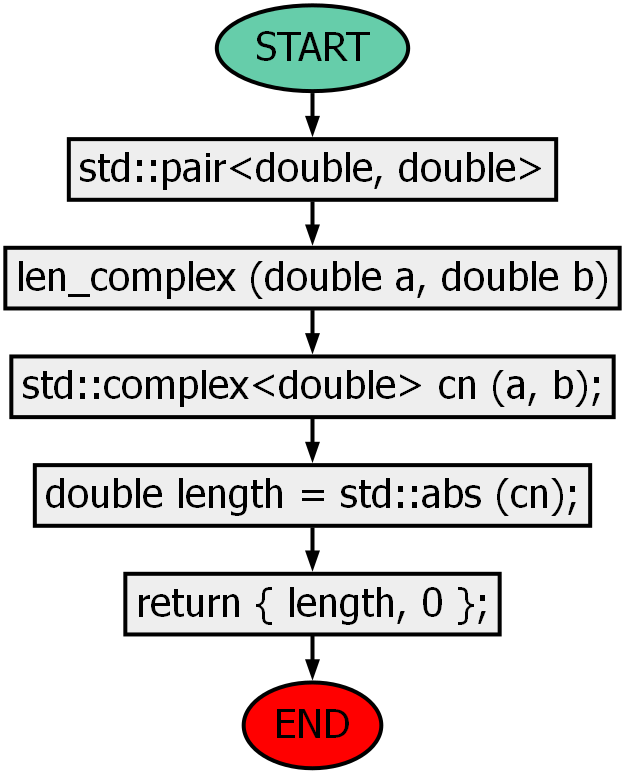 START
std::pair<double, double>
len_complex (double a, double b)
std::complex<double> cn (a, b);
double length = std::abs (cn);
return { length, 0 };
END